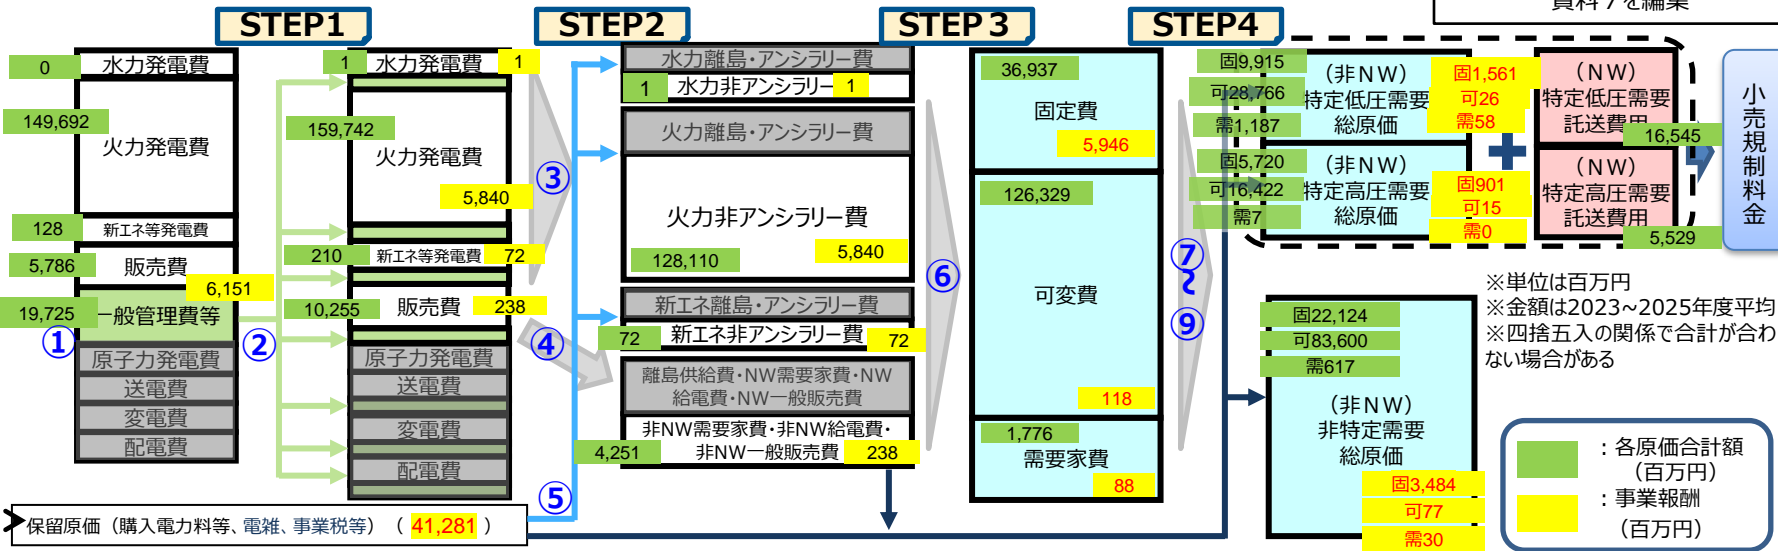 資料７を編集
STEP1
STEP2
STEP３
STEP4
0
水力発電費
149,692
火力発電費
128
新エネ等発電費
5,786
販売費
6,151
19,725
一般管理費等
①
②
原子力発電費
送電費
変電費
配電費
1
水力発電費
1
159,742
火力発電費
5,840
210
新エネ等発電費
72
10,255
販売費
238
原子力発電費
送電費
変電費
配電費
③
④
⑤
保留原価（購入電力料等、電雑、事業税等）（ 41,281 ）
水力離島・アンシラリー費
1
水力非アンシラリー
1
火力離島・アンシラリー費
火力非アンシラリー費
128,110
5,840
新エネ離島・アンシラリー費
72
新エネ非アンシラリー費
72
離島供給費・NW需要家費・NW
給電費・NW一般販売費
非NW需要家費・非NW給電費・
非NW一般販売費
4,251
238
⑥
36,937
固定費
5,946
126,329
可変費
118
1,776
需要家費
88
⑦
～
⑨
固9,915
可28,766
需1,187
（非ＮＷ）
特定低圧需要
総原価
固1,561
可26
需58
固5,720
可16,422
需7
（非ＮＷ）
特定高圧需要
総原価
固901
可15
需0
（ＮＷ）
特定低圧需要
託送費用
16,545
（ＮＷ）
特定高圧需要
託送費用
5,529
小売規制料金
※単位は百万円
※金額は2023~2025年度平均
※四捨五入の関係で合計が合わ
ない場合がある
固22,124
可83,600
需617
（非ＮＷ）
非特定需要
総原価
固3,484
可77
需30
：各原価合計額
（百万円）
：事業報酬
（百万円）